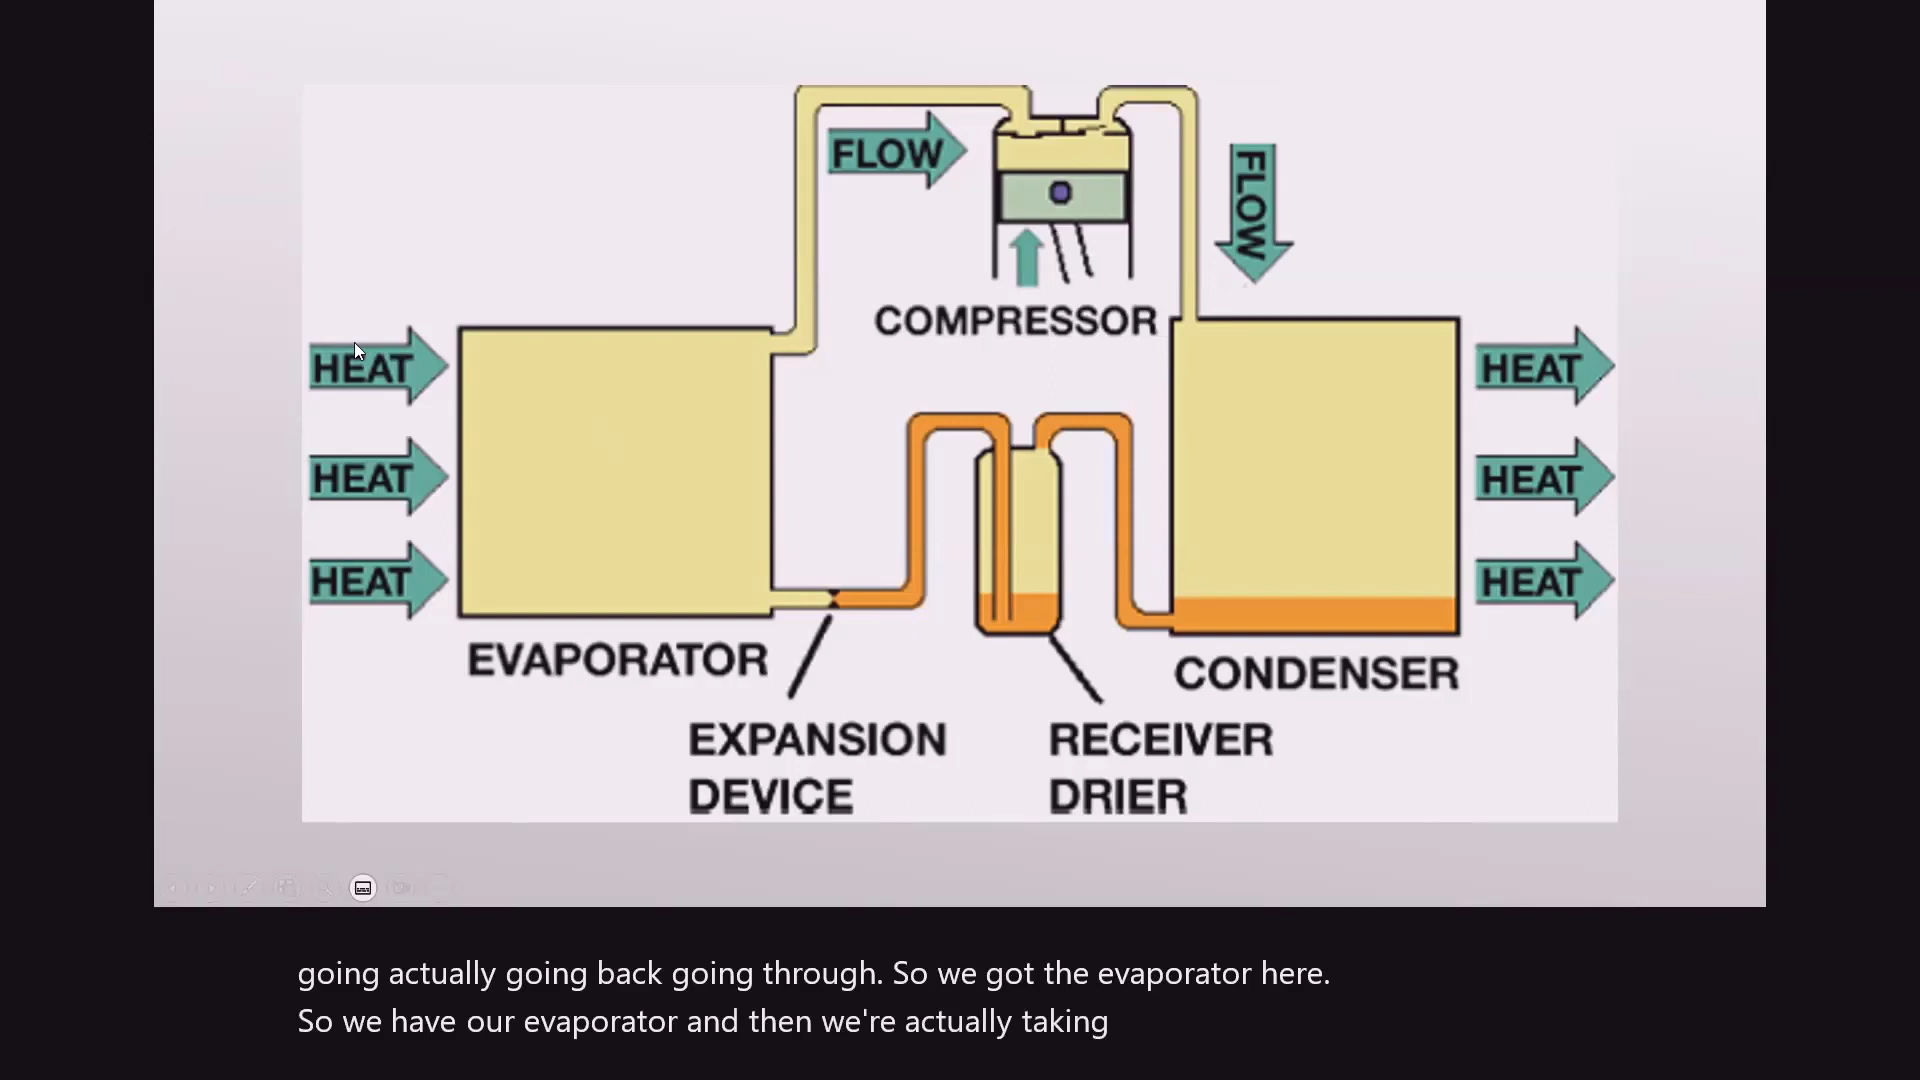 FLOW
FLOW
COMPRESSOR
HEAT
HEAT
HEAT
HEAT
HEAT
HEAT
EVAPORATOR
CONDENSER
EXPANSION
DEVICE
RECEIVER
DRIER
going actually going back going through. So we got the evaporator here.
So we have our evaporator and then we're actually taking